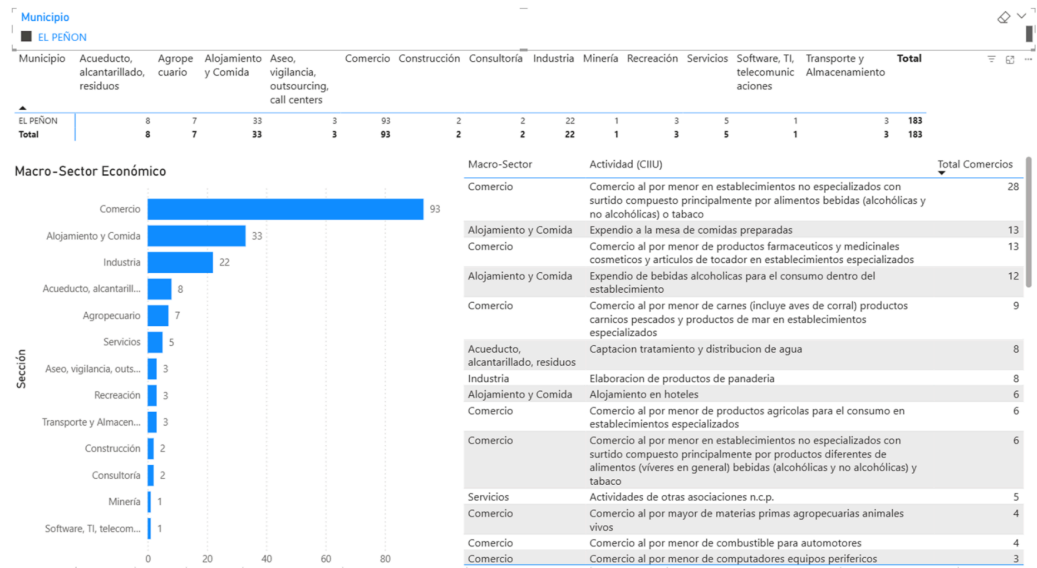 Municipio
EL PEÑON
Municipio Acueducto, alcantarillado, residuos Agrope cuario Alojamiento y Comida Aseo, vigilancia, outsourcing, call centers Comercio Construcción Consultoría Industria Minería Recreación Servicios Software, TI, telecomunic aciones Transporte y Almacenamiento Total
EL PEÑON 8 7 33 3 93 2 2 22 1 3 5 1 3 183
Total 8 7 33 3 93 2 2 22 1 3 5 1 3 183
Macro-Sector Económico
Sección
Comercio 93
Alojamiento y Comida 33
Industria 22
Acueducto, alcantarill... 8
Agropecuario 7
Servicios 5
Aseo, vigilancia, outs... 3
Recreación 3
Transporte y Almacen... 3
Construcción 2
Consultoría 2
Minería 1
Software, TI, telecom... 1
0 20 40 60 80
Macro-Sector Actividad (CIIU) Total Comercios
Comercio Comercio al por menor en establecimientos no especializados con 28
surtido compuesto principalmente por alimentos bebidas (alcohólicas y
no alcohólicas) o tabaco
Alojamiento y Comida Expendio a la mesa de comidas preparadas 13
Comercio Comercio al por menor de productos farmaceuticos y medicinales 13
cosmeticos y articulos de tocador en establecimientos especializados
Alojamiento y Comida Expendio de bebidas alcoholicas para el consumo dentro del 12
establecimiento
Comercio Comercio al por menor de carnes (incluye aves de corral) productos 9
carnicos pescados y productos de mar en establecimientos
especializados
Acueducto, Captacion tratamiento y distribucion de agua 8
alcantarillado, residuos
Industria Elaboracion de productos de panaderia 8
Alojamiento y Comida Alojamiento en hoteles 6
Comercio Comercio al por menor de productos agricolas para el consumo en 6
establecimientos especializados
Comercio Comercio al por menor en establecimientos no especializados con 6
surtido compuesto principalmente por productos diferentes de
alimentos (víveres en general) bebidas (alcohólicas y no alcohólicas) y
tabaco
Servicios Actividades de otras asociaciones n.c.p. 5
Comercio Comercio al por mayor de materias primas agropecuarias animales 4
vivos
Comercio Comercio al por menor de combustible para automotores 4
Comercio Comercio al por menor de computadores equipos perifericos 3